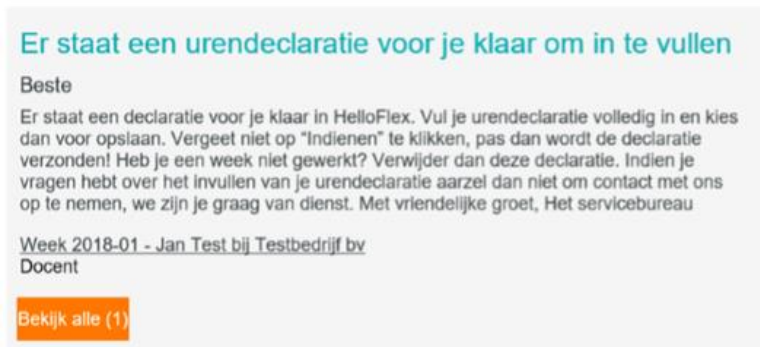 Er staat een urendeclaratie voor je klaar om in te vullen
Beste
Er staat een declaratie voor je klaar in HelloFlex. Vul je urendeclaratie volledig in en kies
dan voor opslaan. Vergeet niet op "Indienen" te klikken, pas dan wordt de declaratie
verzonden! Heb je een week niet gewerkt? Verwijder dan deze declaratie. Indien je
vragen hebt over het invullen van je urendeclaratie aarzel dan niet om contact met ons
op te nemen, we zijn je graag van dienst. Met vriendelijke groet, Het servicebureau
Week 2018-01 - Jan Test bij Testbedrijf bv
Docent
Bekijk alle (1)